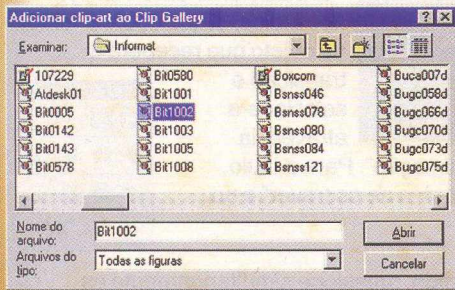 Adicionar clip-art ao Clip Gallery
Examinar: Informat
107229 Bit0580 Boxcom Buca007d
Atdesk01 Bit1001 Bsnss046 Bugc058d
Bit0005 Bit1002 Bsnss078 Bugc066d
Bit0142 Bit1003 Bsnss080 Bugc070d
Bit0143 Bit1005 Bsnss084 Bugc073d
Bit0578 Bit1008 Bsnss121 Bugc075d
Nome do arquivo: Bit1002 Abrir
Arquivos do tipo: Todas as figuras Cancelar